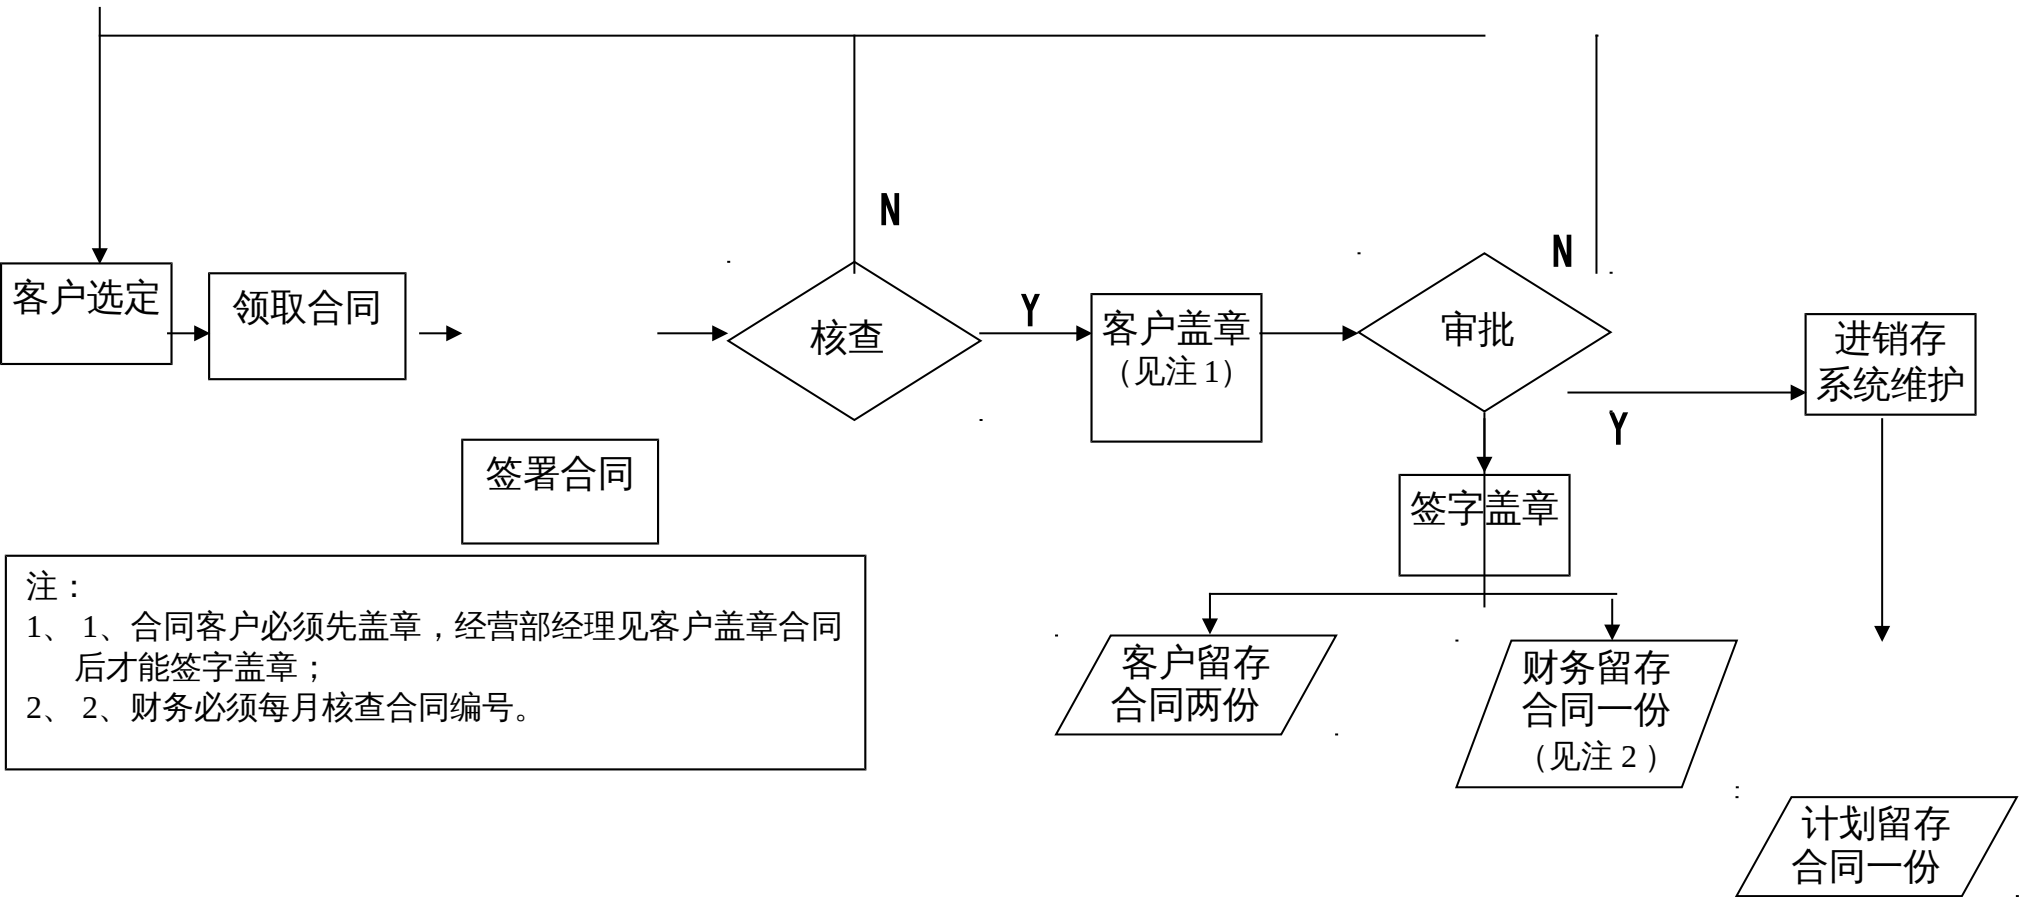 N
N
客户选定
领取合同
核查
Y
客户盖章
（见注 1）
审批
进销存
系统维护
Y
签署合同
签字盖章
注：
1、 1、合同客户必须先盖章，经营部经理见客户盖章合同
后才能签字盖章；
2、 2、财务必须每月核查合同编号。
客户留存
合同两份
财务留存
合同一份
（见注 2 ）
计划留存
合同一份